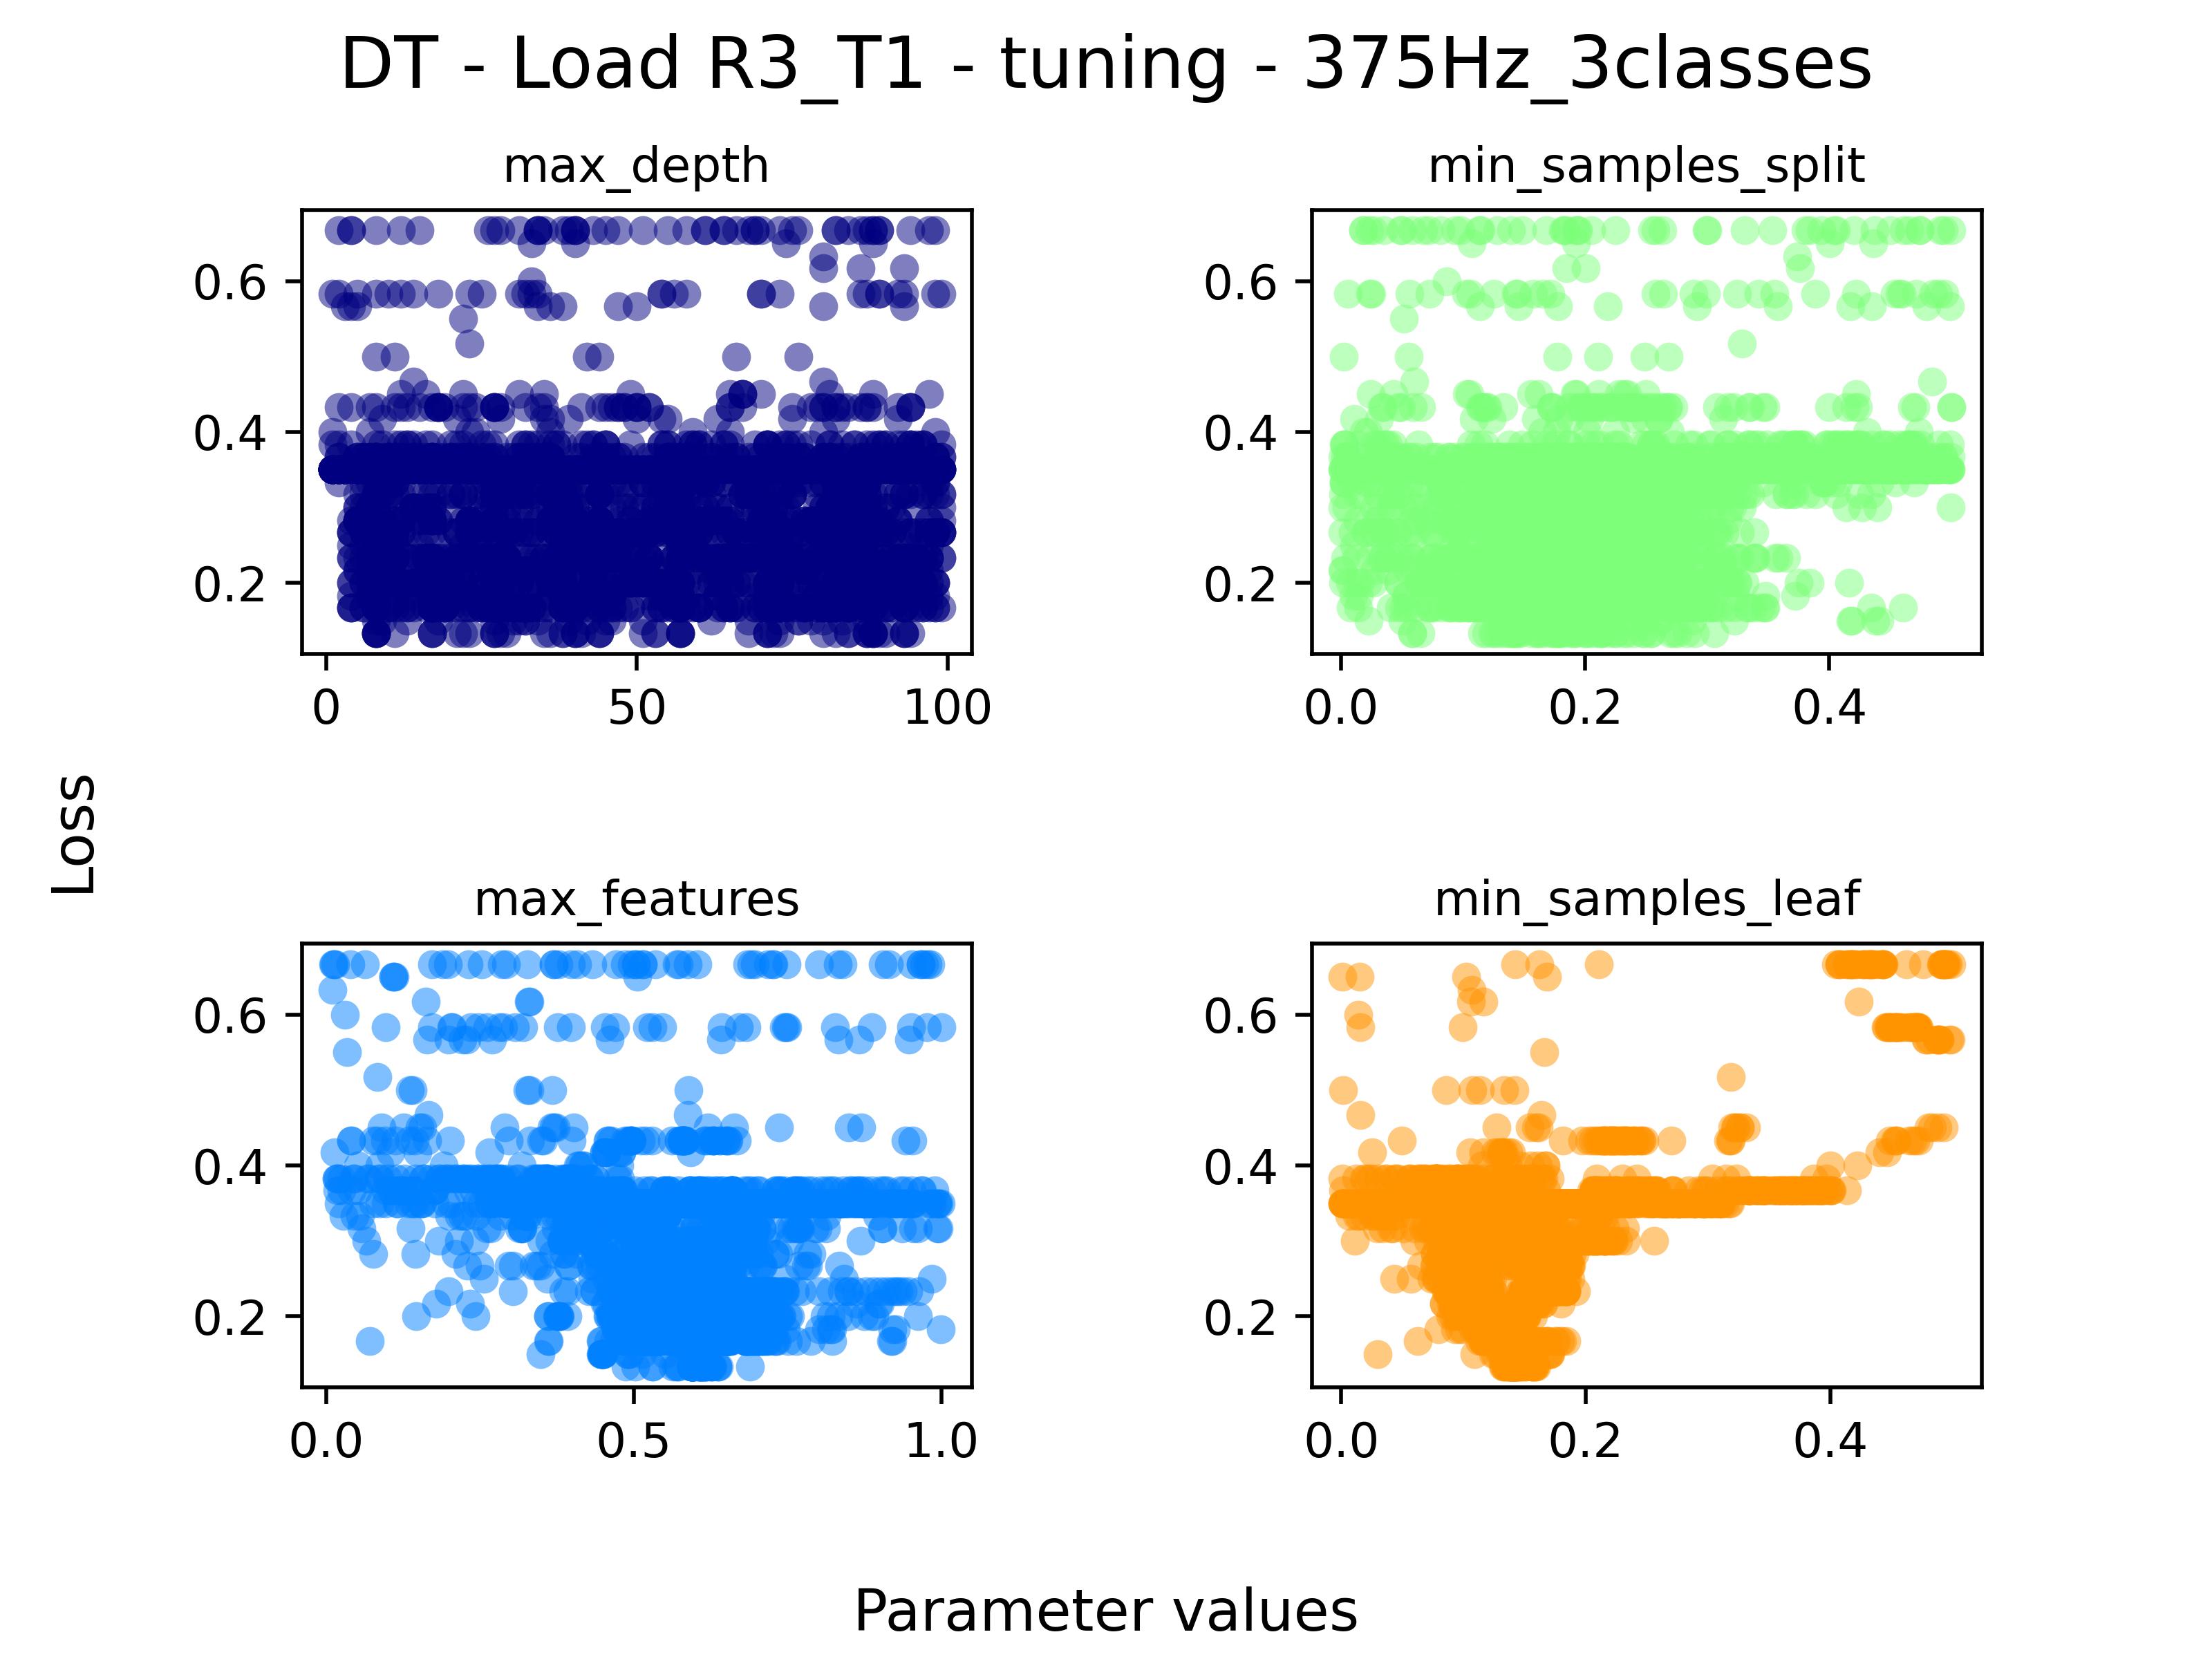 DT - Load R3_T1 - tuning - 375Hz_3classes
max_depth
0.6
0.4
0.2
0 50 100
min_samples_split
0.6
0.4
0.2
0.0 0.2 0.4
Loss
max_features
0.6
0.4
0.2
0.0 0.5 1.0
min_samples_leaf
0.6
0.4
0.2
0.0 0.2 0.4
Parameter values